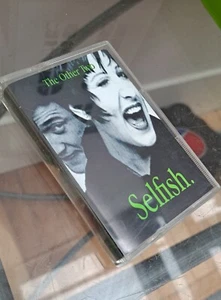 The Other Two
Selfish.